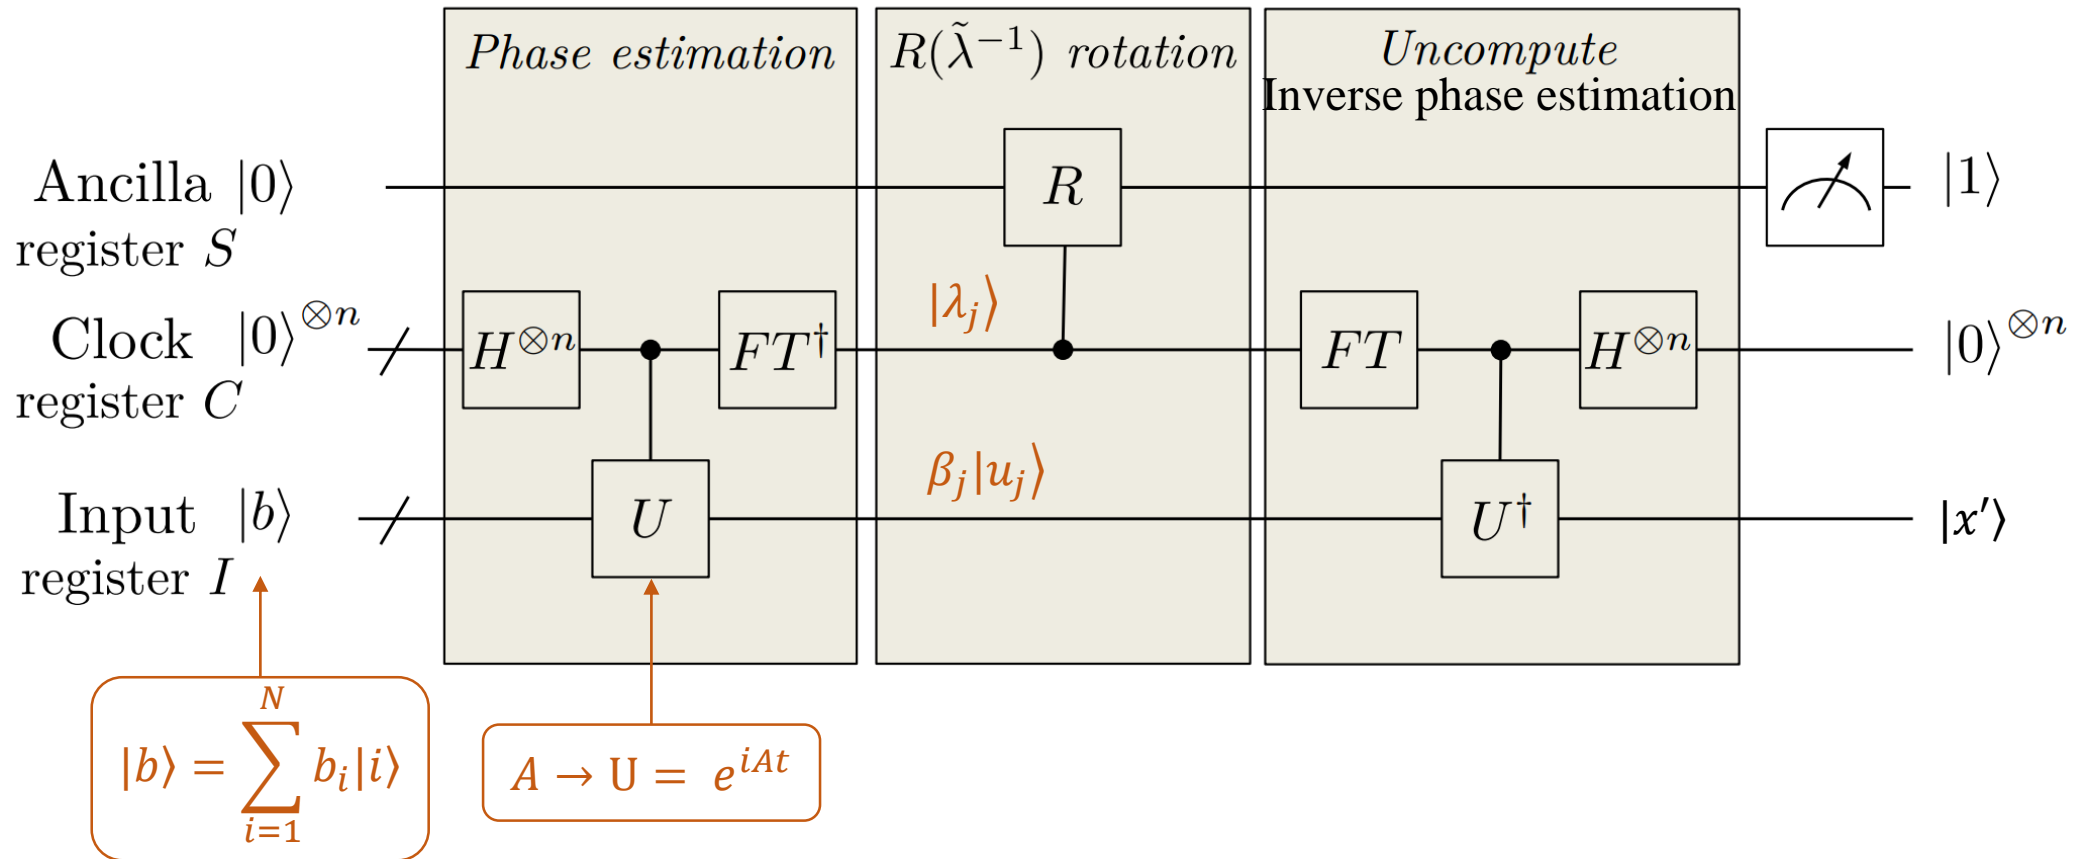 Phase estimation
R(λ̃⁻¹) rotation
Uncompute
Inverse phase estimation
Ancilla |0⟩
register S
R
|1⟩
Clock |0⟩^{⊗n}
register C
H^{⊗n}
FT^†
|λ_j⟩
FT
H^{⊗n}
|0⟩^{⊗n}
Input |b⟩
register I
U
β_j|u_j⟩
U^†
|x′⟩
|b⟩ = ∑_{i=1}^{N} b_i|i⟩
A → U = e^{iAt}